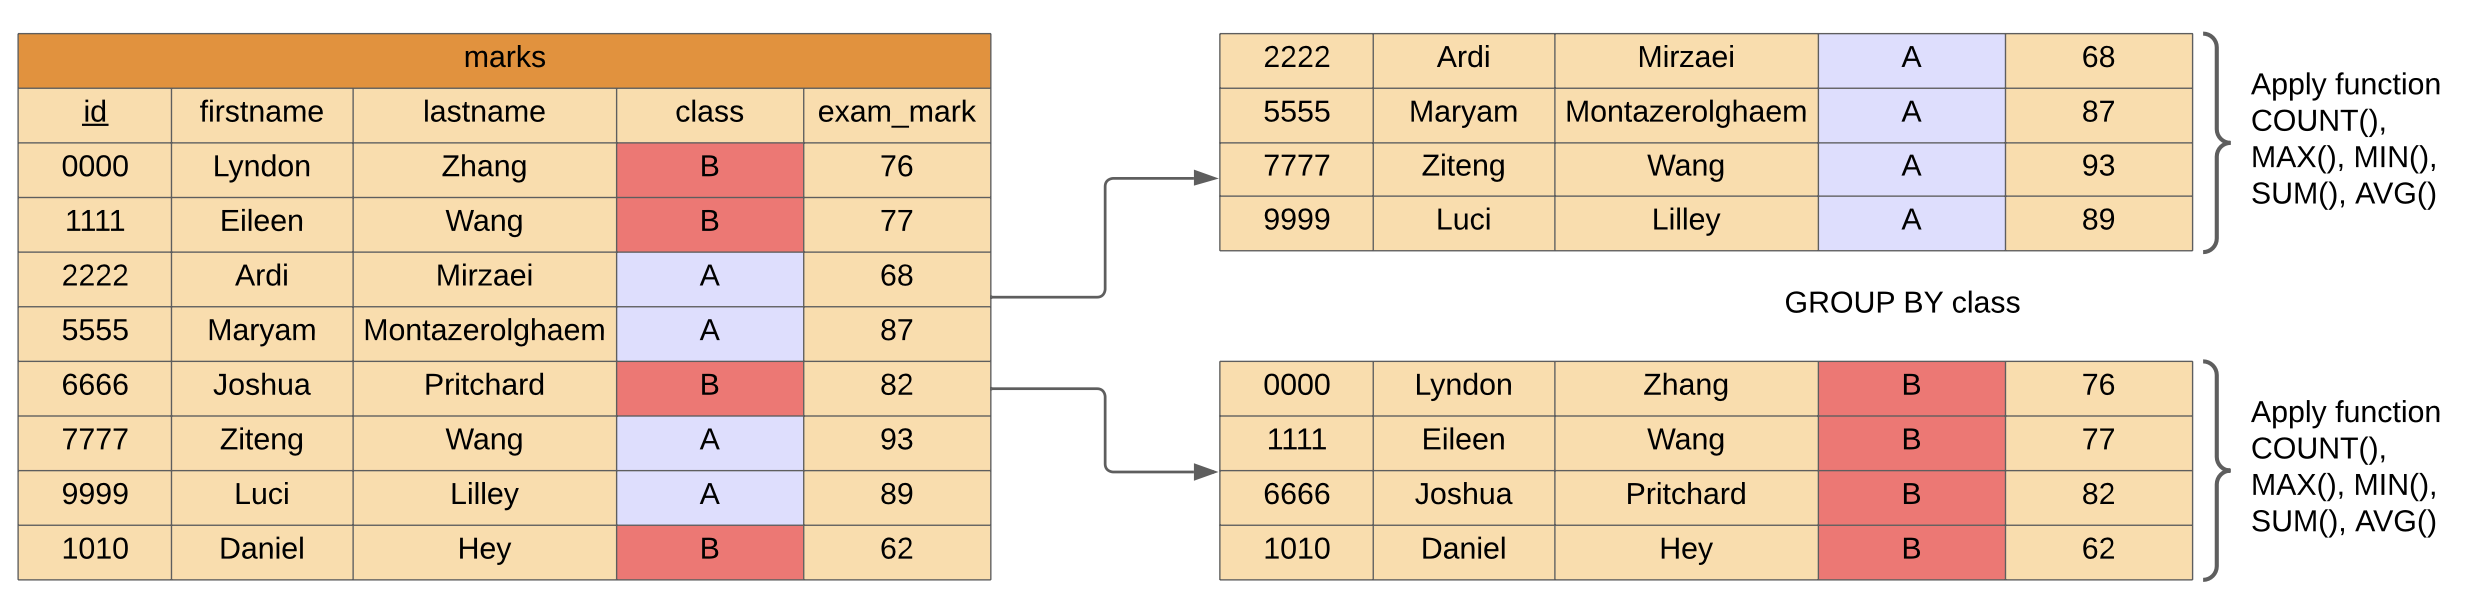 marks
id firstname lastname class exam_mark
0000 Lyndon Zhang B 76
1111 Eileen Wang B 77
2222 Ardi Mirzaei A 68
5555 Maryam Montazerolghaem A 87
6666 Joshua Pritchard B 82
7777 Ziteng Wang A 93
9999 Luci Lilley A 89
1010 Daniel Hey B 62
2222 Ardi Mirzaei A 68
5555 Maryam Montazerolghaem A 87
7777 Ziteng Wang A 93
9999 Luci Lilley A 89
Apply function
COUNT(),
MAX(), MIN(),
SUM(), AVG()
GROUP BY class
0000 Lyndon Zhang B 76
1111 Eileen Wang B 77
6666 Joshua Pritchard B 82
1010 Daniel Hey B 62
Apply function
COUNT(),
MAX(), MIN(),
SUM(), AVG()